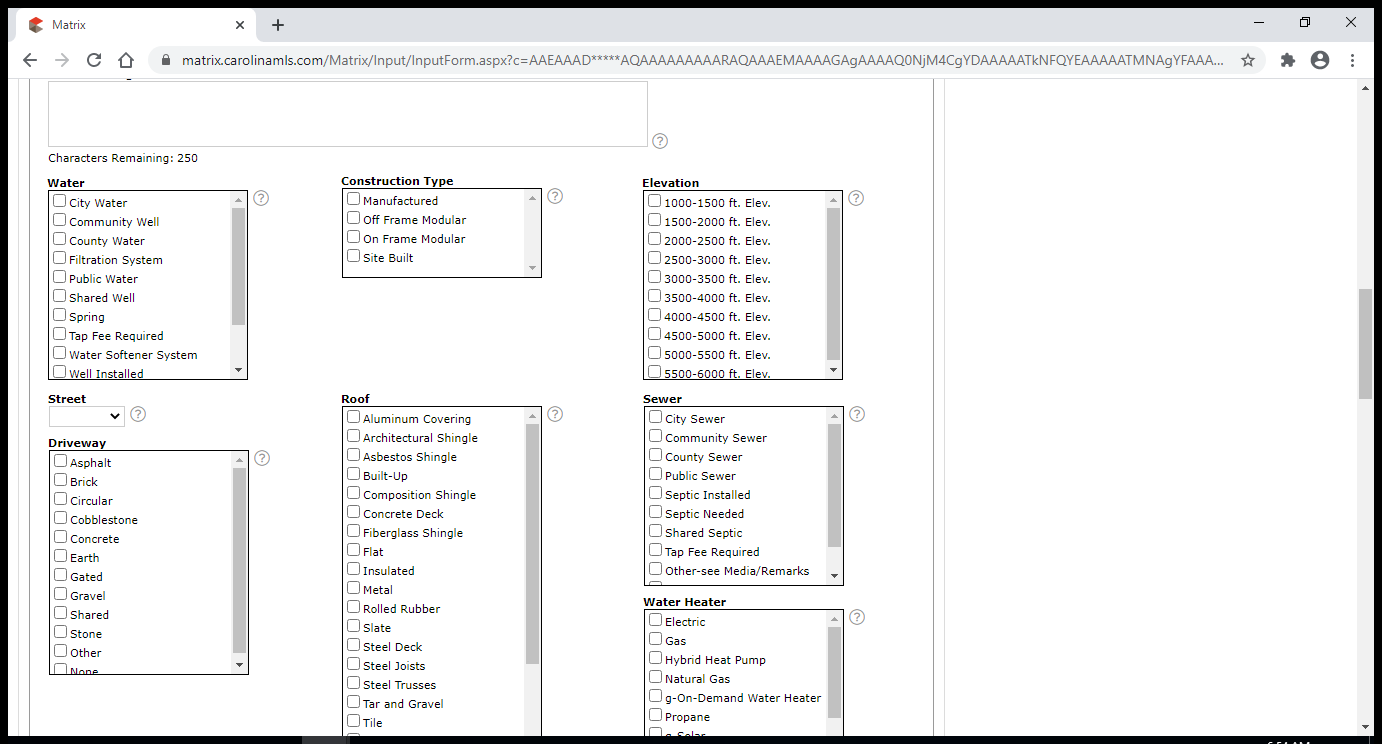 Matrix
matrix.carolinamls.com/Matrix/Input/InputForm.aspx?c=AAEAAAD*****AQAAAAAAAAARAQAAAEMAAAAGAgAAAAQ0NjM4CgYDAAAAATkNFQYEAAAAATMNAgYFAAA...
Characters Remaining: 250
Water
City Water
Community Well
County Water
Filtration System
Public Water
Shared Well
Spring
Tap Fee Required
Water Softener System
Well Installed
Construction Type
Manufactured
Off Frame Modular
On Frame Modular
Site Built
Elevation
1000-1500 ft. Elev.
1500-2000 ft. Elev.
2000-2500 ft. Elev.
2500-3000 ft. Elev.
3000-3500 ft. Elev.
3500-4000 ft. Elev.
4000-4500 ft. Elev.
4500-5000 ft. Elev.
5000-5500 ft. Elev.
5500-6000 ft. Elev.
Street
Driveway
Asphalt
Brick
Circular
Cobblestone
Concrete
Earth
Gated
Gravel
Shared
Stone
Other
None
Roof
Aluminum Covering
Architectural Shingle
Asbestos Shingle
Built-Up
Composition Shingle
Concrete Deck
Fiberglass Shingle
Flat
Insulated
Metal
Rolled Rubber
Slate
Steel Deck
Steel Joists
Steel Trusses
Tar and Gravel
Tile
Sewer
City Sewer
Community Sewer
County Sewer
Public Sewer
Septic Installed
Septic Needed
Shared Septic
Tap Fee Required
Other-see Media/Remarks
Water Heater
Electric
Gas
Hybrid Heat Pump
Natural Gas
g-On-Demand Water Heater
Propane
g-Solar